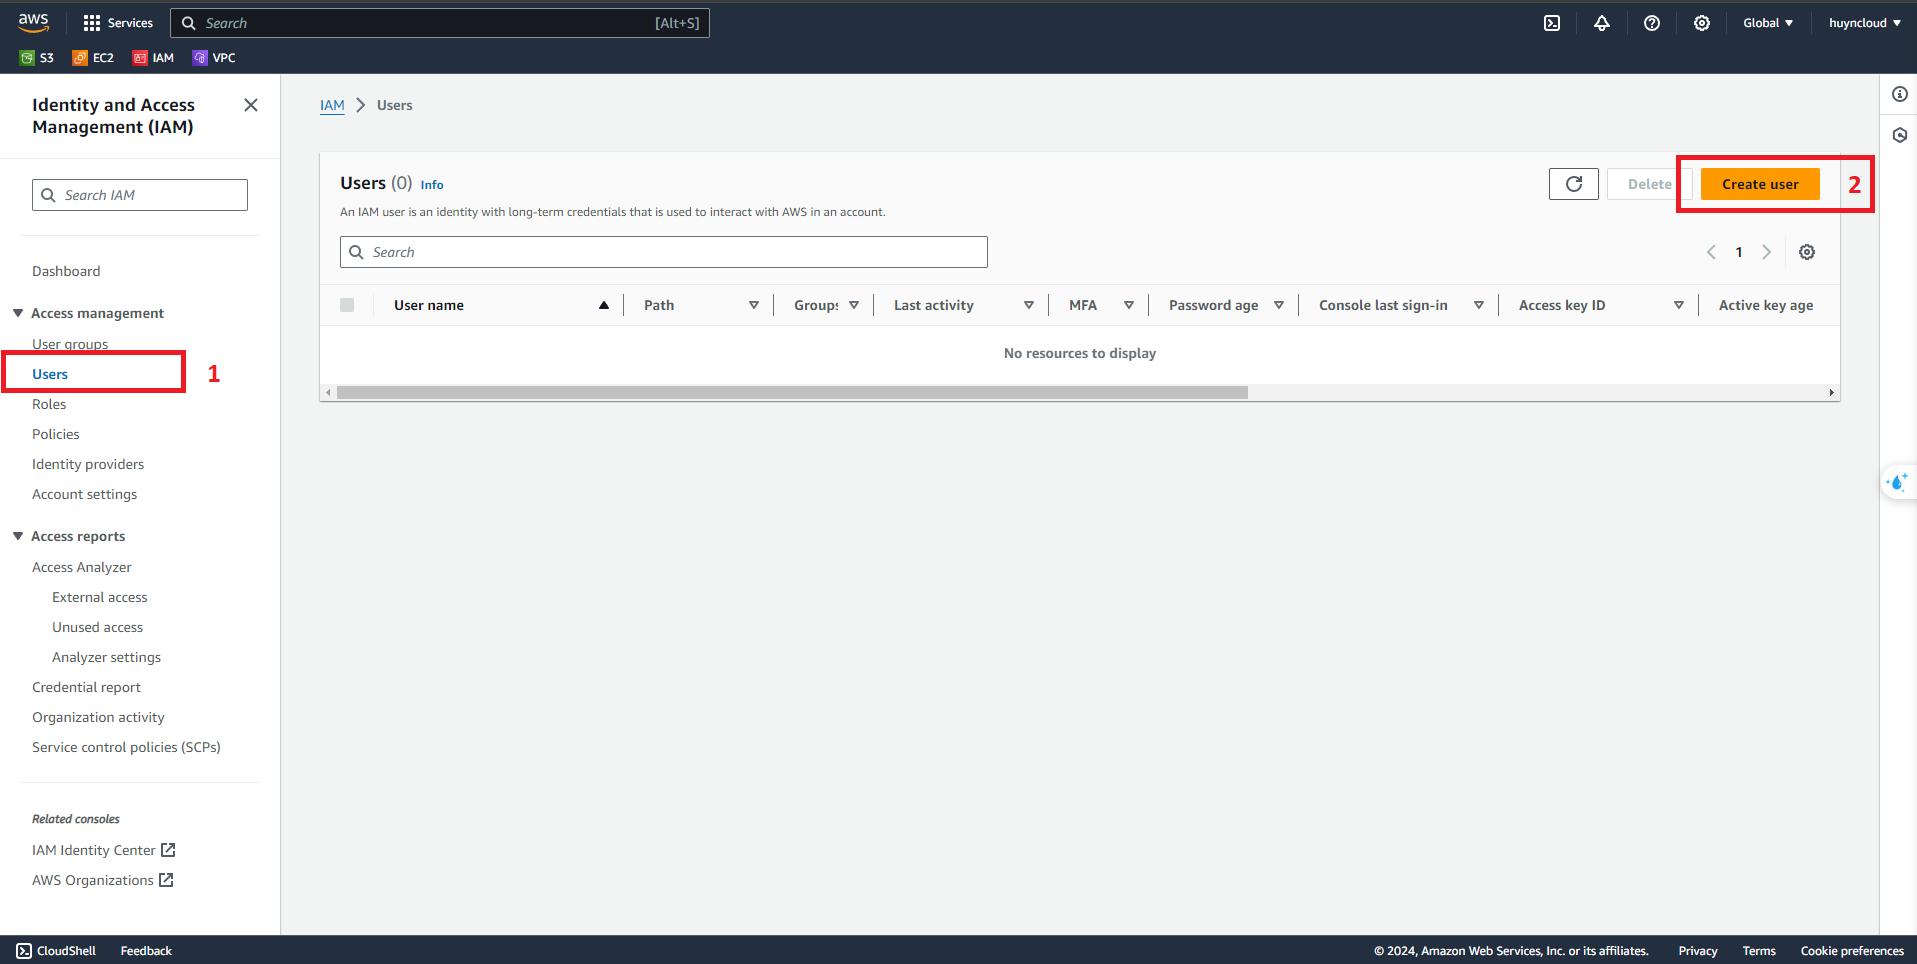 aws
Services
Search
[Alt+S]
Global
huyncloud
S3
EC2
IAM
VPC
Identity and Access
Management (IAM)
Search IAM
Dashboard
Access management
User groups
Users
1
Roles
Policies
Identity providers
Account settings
Access reports
Access Analyzer
External access
Unused access
Analyzer settings
Credential report
Organization activity
Service control policies (SCPs)
Related consoles
IAM Identity Center
AWS Organizations
IAM > Users
Users (0) Info
An IAM user is an identity with long-term credentials that is used to interact with AWS in an account.
Delete
Create user
2
Search
1
User name
Path
Groups
Last activity
MFA
Password age
Console last sign-in
Access key ID
Active key age
No resources to display
CloudShell
Feedback
© 2024, Amazon Web Services, Inc. or its affiliates.
Privacy
Terms
Cookie preferences